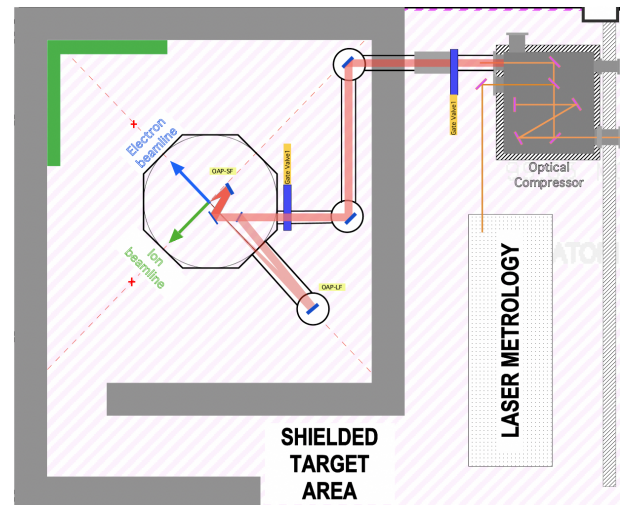 Electron
beamline
OAP-SF
Gate Valve1
Gate Valve1
Optical
Compressor
Ion
beamline
OAP-LF
LASER METROLOGY
ATOR
SHIELDED
TARGET
AREA